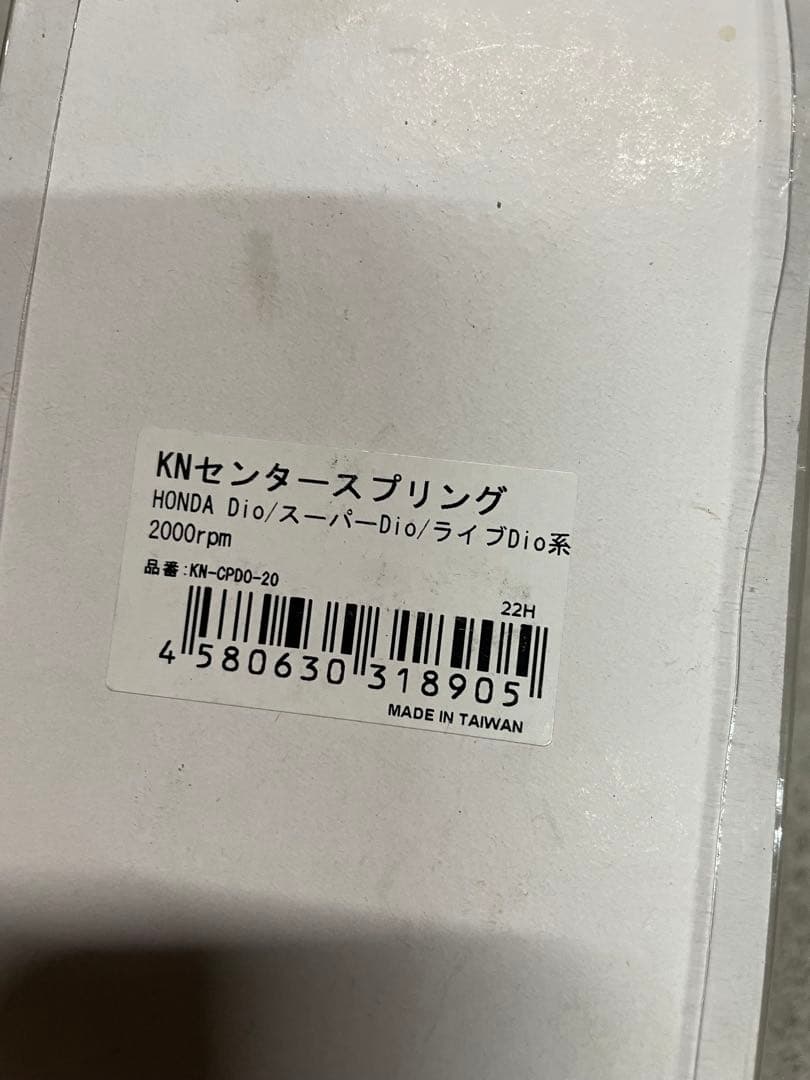 KNセンタースプリング
HONDA Dio/スーパーDio/ライブDio系
2000rpm
品番:KN-CPDO-20
22H
4 580630 318905
MADE IN TAIWAN